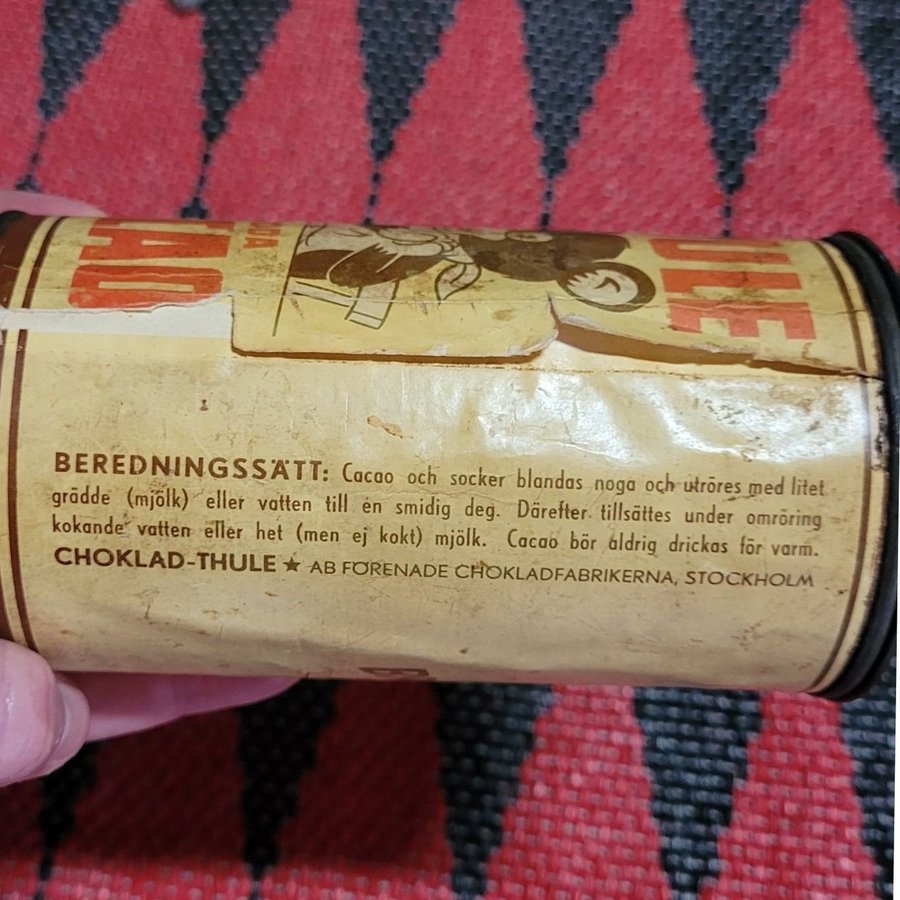 BEREDNINGSSÄTT: Cacao och socker blandas noga och utröres med litet
grädde (mjölk) eller vatten till en smidig deg. Därefter tillsättes under omröring
kokande vatten eller het (men ej kokt) mjölk. Cacao bör aldrig drickas för varm.
CHOKLAD-THULE ★ AB FÖRENADE CHOKLADFABRIKERNA, STOCKHOLM